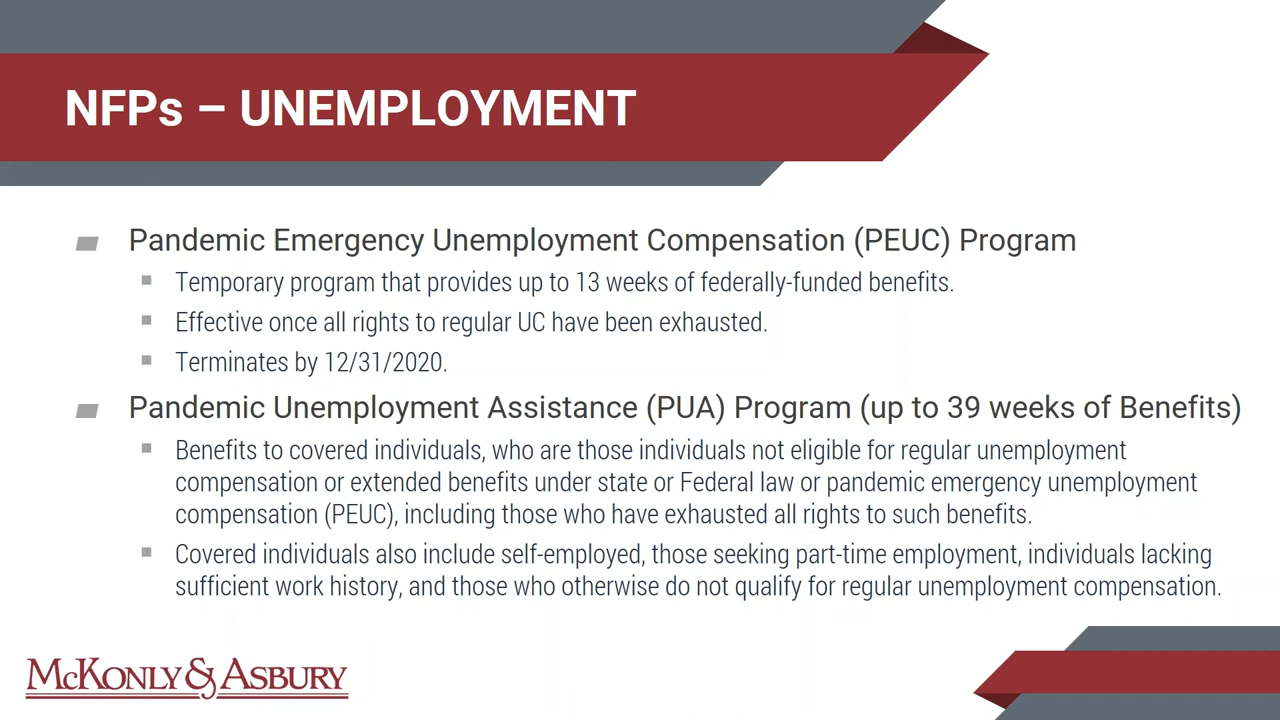 NFPs – UNEMPLOYMENT
Pandemic Emergency Unemployment Compensation (PEUC) Program
Temporary program that provides up to 13 weeks of federally-funded benefits.
Effective once all rights to regular UC have been exhausted.
Terminates by 12/31/2020.
Pandemic Unemployment Assistance (PUA) Program (up to 39 weeks of Benefits)
Benefits to covered individuals, who are those individuals not eligible for regular unemployment
compensation or extended benefits under state or Federal law or pandemic emergency unemployment
compensation (PEUC), including those who have exhausted all rights to such benefits.
Covered individuals also include self-employed, those seeking part-time employment, individuals lacking
sufficient work history, and those who otherwise do not qualify for regular unemployment compensation.
McKonly & Asbury